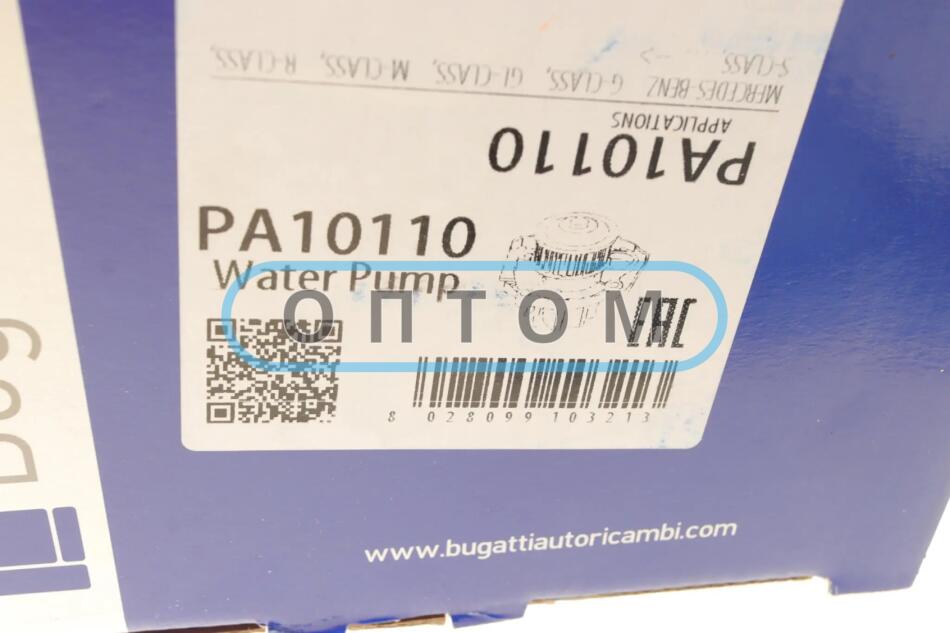 PA10110
APPLICATIONS
MERCEDES-BENZ G-CLASS, GL-CLASS, M-CLASS, R-CLASS,
S-CLASS, ... -->
PA10110
Water Pump
ОПТОМ
EAC
8 028099 103213
www.bugattiautoricambi.com